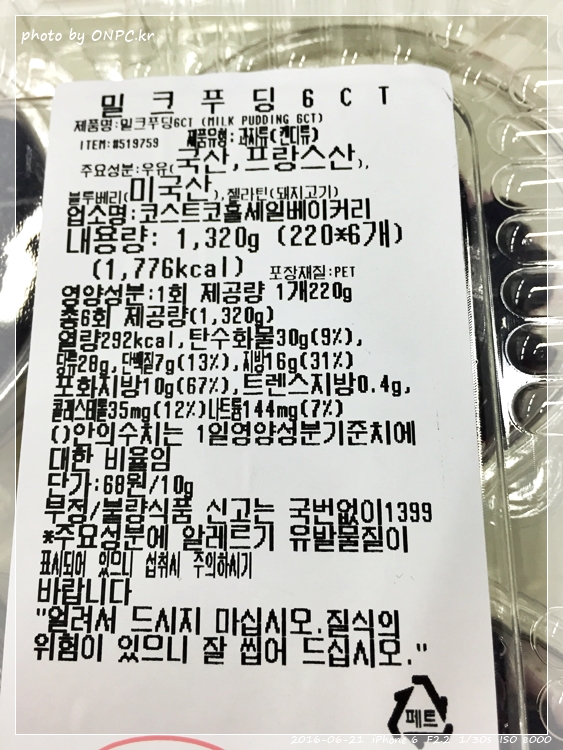 photo by ONPC.kr
밀크푸딩6CT
제품명:밀크푸딩6CT (MILK PUDDING 6CT)
ITEM:#519759 제품유형:과자류(캔디류)
주요성분:우유(국산,프랑스산),
블루베리(미국산),젤라틴(돼지고기)
업소명:코스트코홀세일베이커리
내용량: 1,320g (220*6개)
(1,776kcal) 포장재질:PET
영양성분:1회 제공량 1개220g
총6회 제공량(1,320g)
열량292kcal,탄수화물30g(9%),
당류28g,단백질7g(13%),지방16g(31%)
포화지방10g(67%),트렌스지방0.4g,
콜레스테롤35mg(12%)나트륨144mg(7%)
()안의수치는 1일영양성분기준치에
대한 비율임
단가:68원/10g
부정/불량식품 신고는 국번없이1399
*주요성분에 알레르기 유발물질이
표시되어 있으니 섭취시 주의하시기
바랍니다
"얼려서 드시지 마십시오.질식의
위험이 있으니 잘 씹어 드십시오."
페트
2016-06-21 iPhone 6 F2.2 1/30s ISO 8000